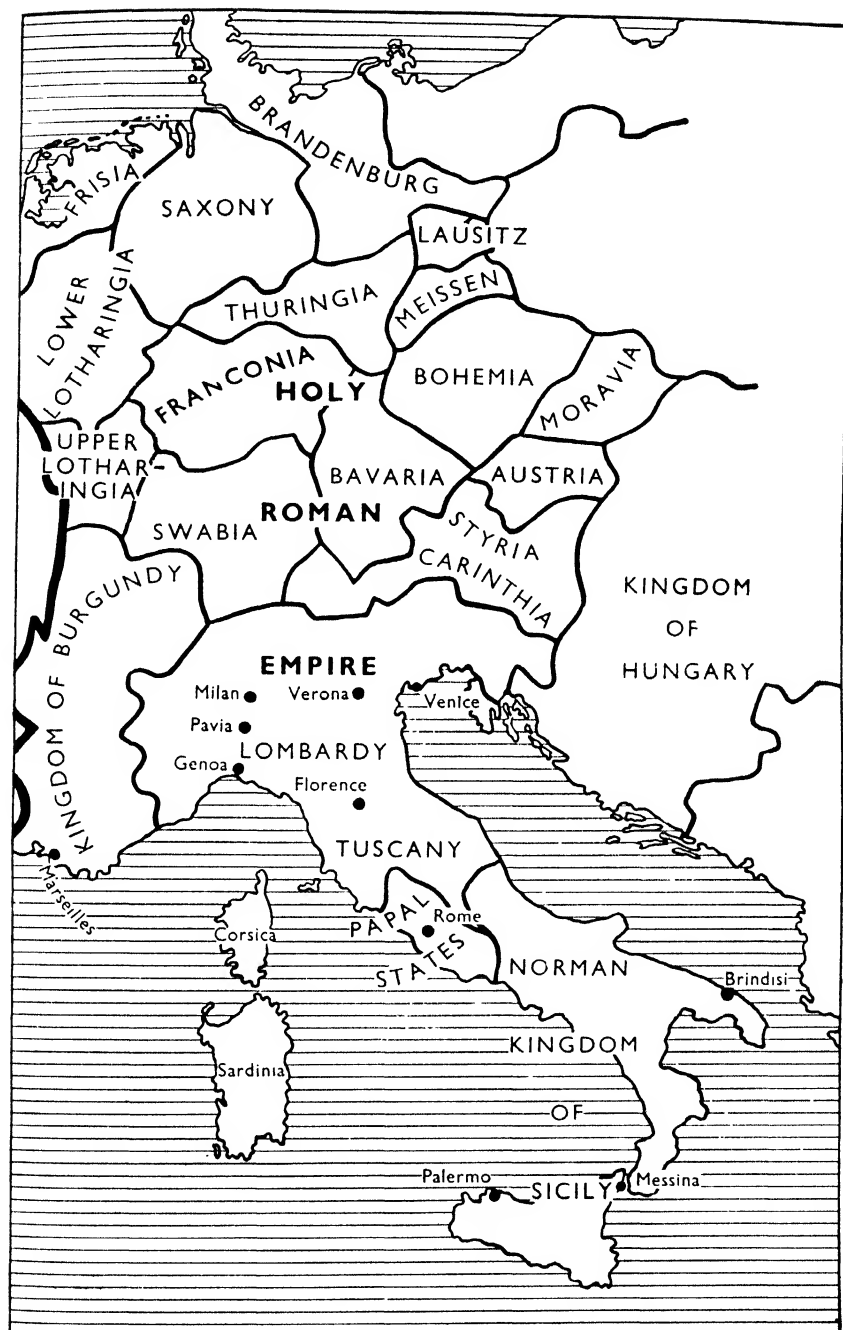 BRANDENBURG
FRISIA
SAXONY
LAUSITZ
LOWER
LOTHARINGIA
THURINGIA
MEISSEN
FRANCONIA
HOLY
BOHEMIA
MORAVIA
UPPER
LOTHAR-
INGIA
BAVARIA
AUSTRIA
SWABIA
ROMAN
STYRIA
CARINTHIA
KINGDOM OF BURGUNDY
KINGDOM
OF
HUNGARY
EMPIRE
Milan
Verona
Venice
Pavia
LOMBARDY
Genoa
Florence
TUSCANY
Marseilles
Corsica
PAPAL
STATES
Rome
NORMAN
Brindisi
KINGDOM
Sardinia
OF
Palermo
SICILY
Messina